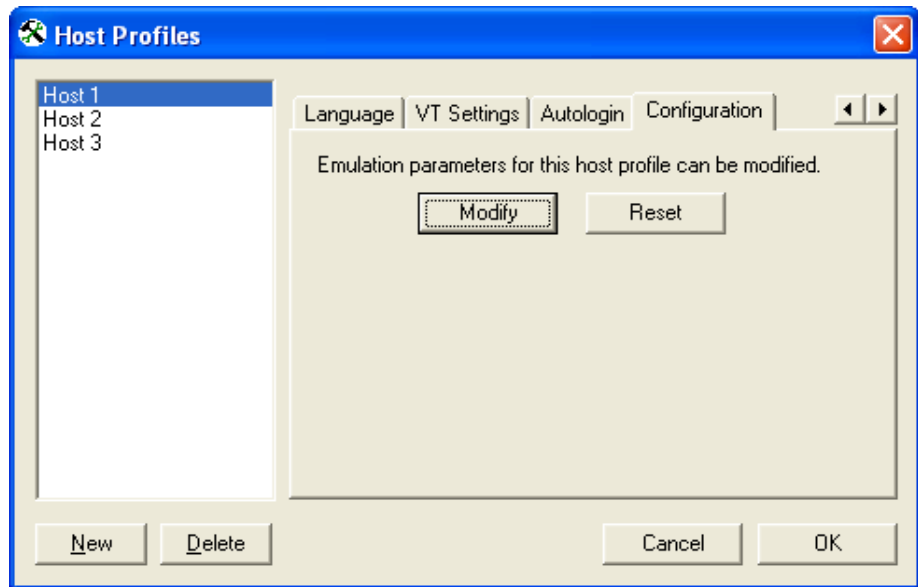 Host Profiles
Host 1
Host 2
Host 3
Language VT Settings Autologin Configuration
Emulation parameters for this host profile can be modified.
Modify Reset
New Delete Cancel OK